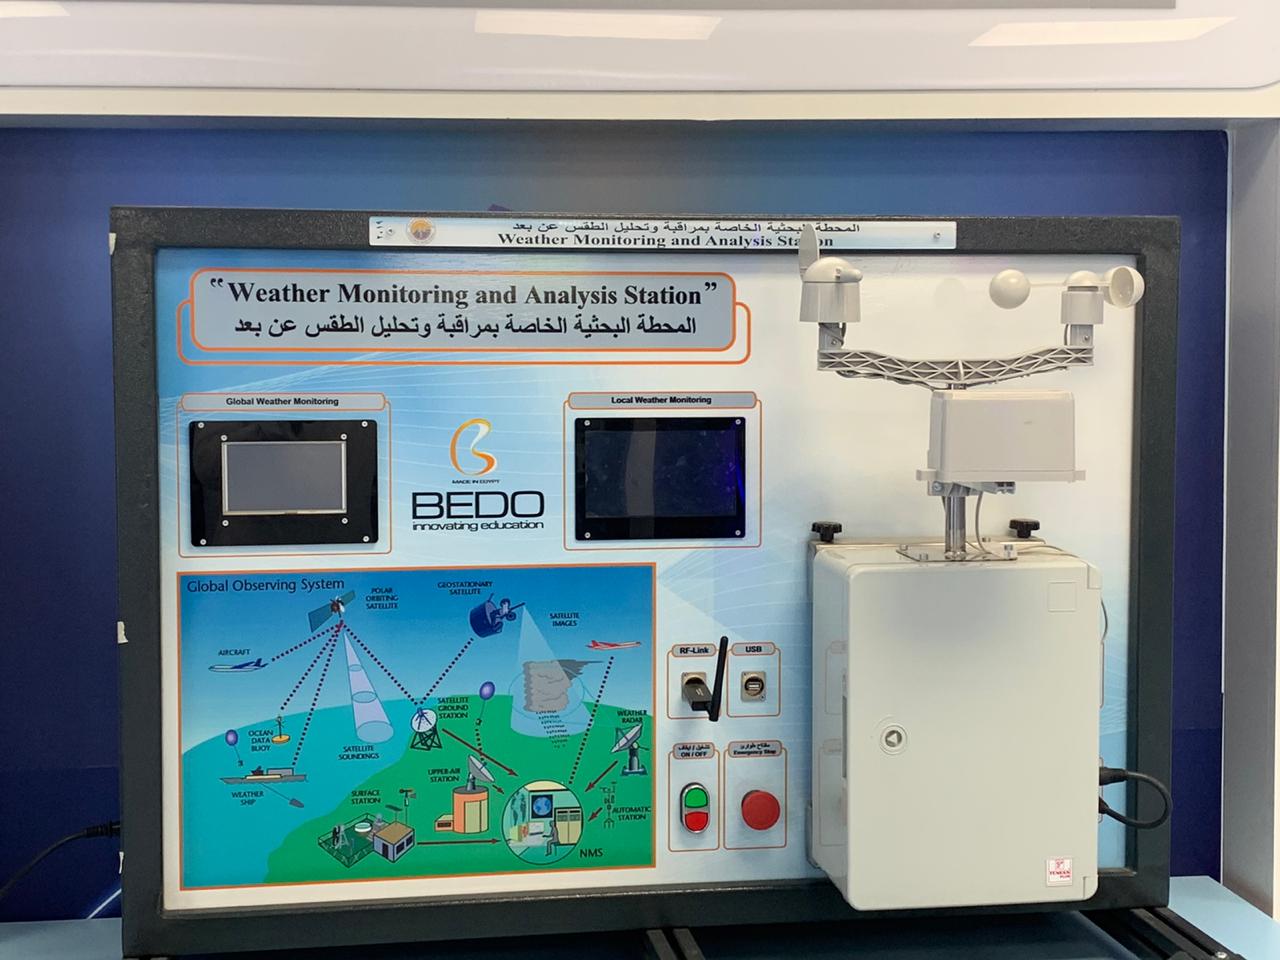 المحطة البحثية الخاصة بمراقبة وتحليل الطقس عن بعد
Weather Monitoring and Analysis Station
"Weather Monitoring and Analysis Station"
المحطة البحثية الخاصة بمراقبة وتحليل الطقس عن بعد
Global Weather Monitoring
Local Weather Monitoring
MADE IN EGYPT
BEDO
innovating education
Global Observing System
POLAR
ORBITING
SATELLITE
GEOSTATIONARY
SATELLITE
SATELLITE
IMAGES
AIRCRAFT
SATELLITE
GROUND
STATION
WEATHER
RADAR
OCEAN
DATA
BUOY
SATELLITE
SOUNDINGS
WEATHER
SHIP
UPPER-AIR
STATION
SURFACE
STATION
AUTOMATIC
STATION
NMS
RF-Link
USB
تشغيل / إيقاف
ON / OFF
مفتاح طوارئ
Emergency Stop